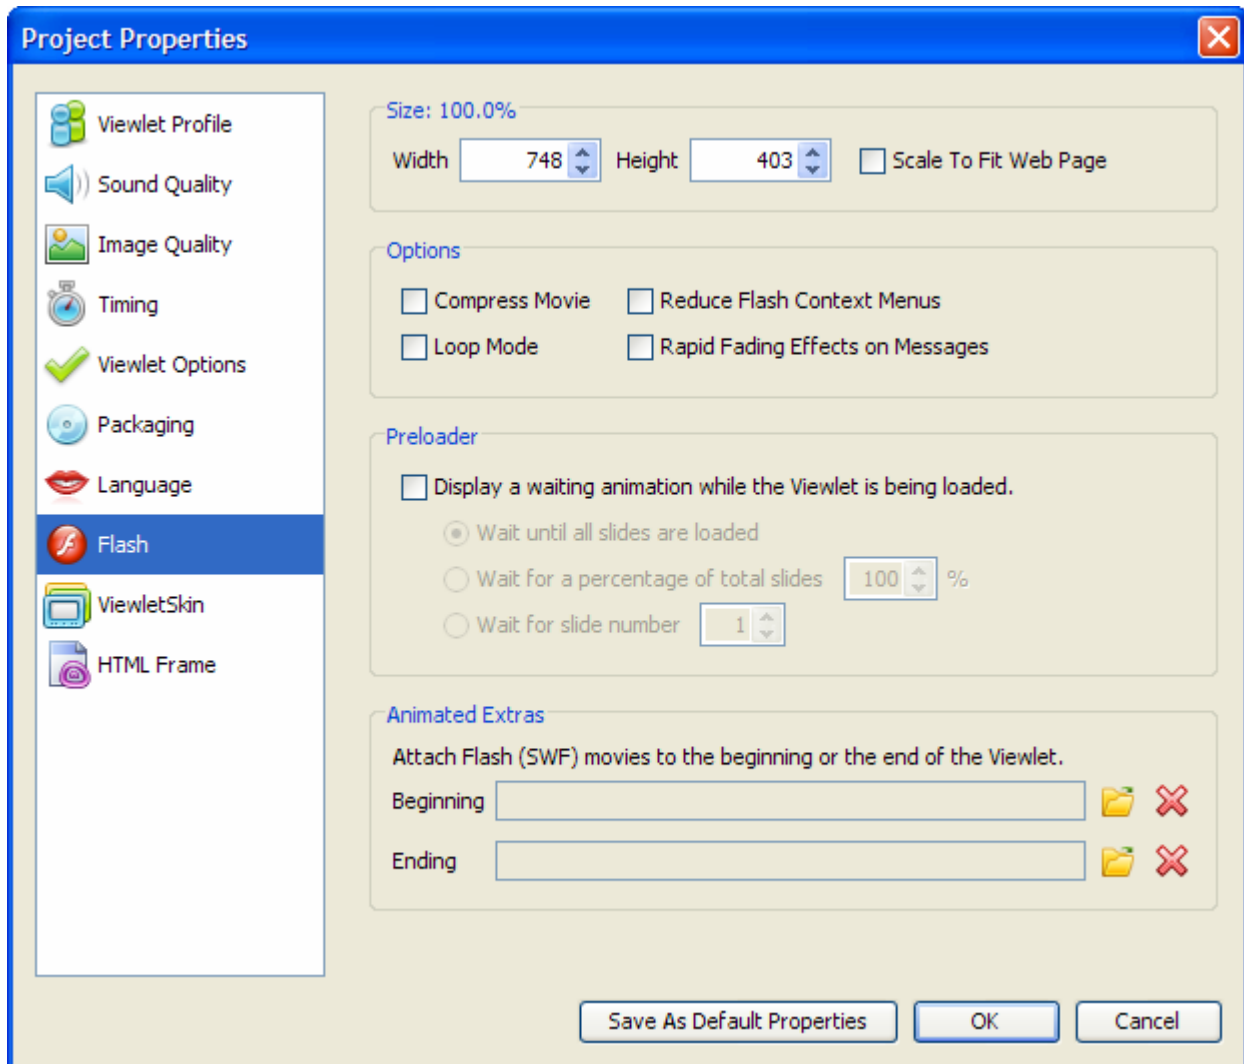 Project Properties
Viewlet Profile
Sound Quality
Image Quality
Timing
Viewlet Options
Packaging
Language
Flash
ViewletSkin
HTML Frame
Size: 100.0%
Width 748 Height 403 Scale To Fit Web Page
Options
Compress Movie Reduce Flash Context Menus
Loop Mode Rapid Fading Effects on Messages
Preloader
Display a waiting animation while the Viewlet is being loaded.
Wait until all slides are loaded
Wait for a percentage of total slides 100 %
Wait for slide number 1
Animated Extras
Attach Flash (SWF) movies to the beginning or the end of the Viewlet.
Beginning
Ending
Save As Default Properties OK Cancel